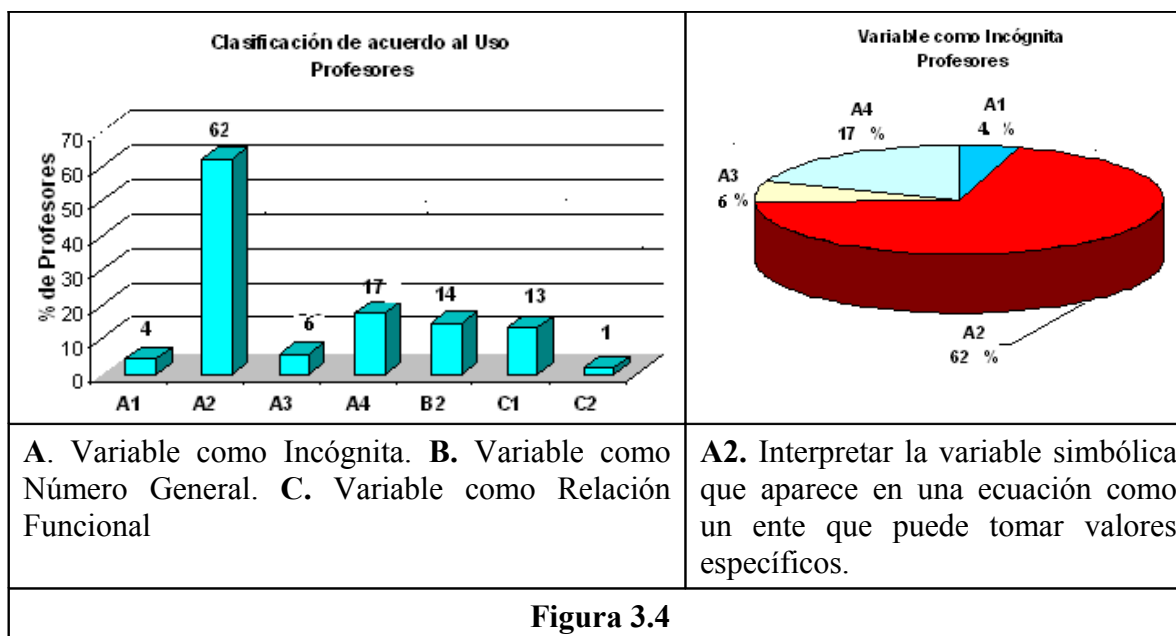 Clasificación de acuerdo al Uso
Profesores
% de Profesores
70
60
50
40
30
20
10
0
4
62
6
17
14
13
1
A1 A2 A3 A4 B2 C1 C2
Variable como Incógnita
Profesores
A1
4 %
A4
17 %
A3
6 %
A2
62 %
A. Variable como Incógnita. B. Variable como
Número General. C. Variable como Relación
Funcional
A2. Interpretar la variable simbólica
que aparece en una ecuación como
un ente que puede tomar valores
específicos.
Figura 3.4